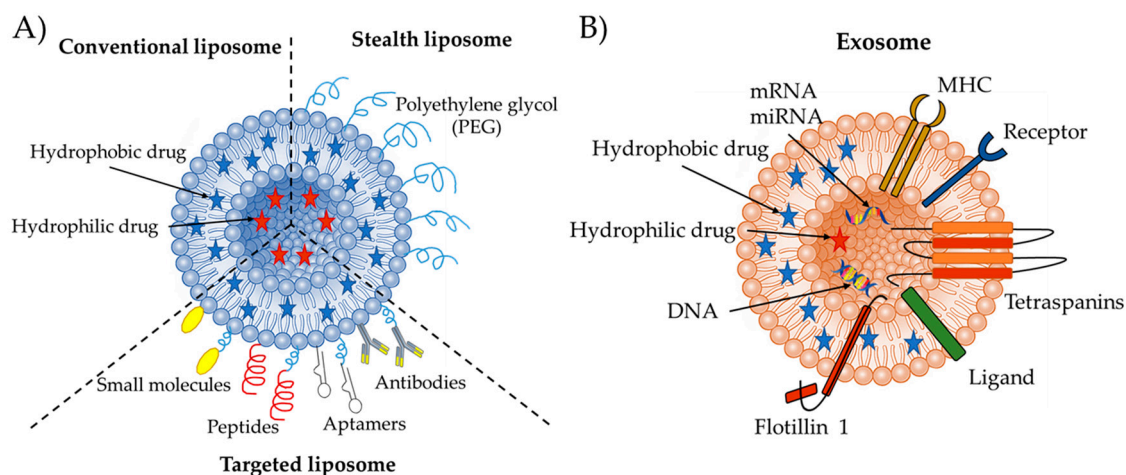 A)
Conventional liposome
Stealth liposome
Polyethylene glycol
(PEG)
Hydrophobic drug
Hydrophilic drug
Small molecules
Peptides
Aptamers
Antibodies
Targeted liposome
B)
Exosome
mRNA
miRNA
MHC
Receptor
Hydrophobic drug
Hydrophilic drug
DNA
Tetraspanins
Ligand
Flotillin 1